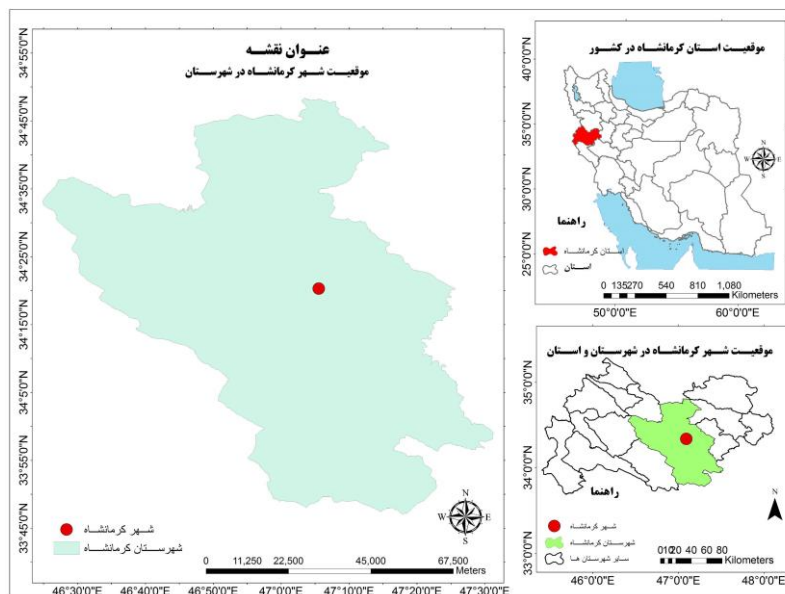 عنوان نقشه
موقعیت شهر کرمانشاه در شهرستان
34°55'0"N
34°45'0"N
34°35'0"N
34°25'0"N
34°15'0"N
34°5'0"N
33°55'0"N
33°45'0"N
N
W E
S
شهر کرمانشاه
شهرستان کرمانشاه
0 11,250 22,500 45,000 67,500
Meters
46°30'0"E 46°40'0"E 46°50'0"E 47°0'0"E 47°10'0"E 47°20'0"E 47°30'0"E
موقعیت استان کرمانشاه در کشور
40°0'0"N
35°0'0"N
30°0'0"N
25°0'0"N
N
W E
S
راهنما
استان کرمانشاه
استان
0 135270 540 810 1,080
Kilometers
50°0'0"E 60°0'0"E
موقعیت شهر کرمانشاه در شهرستان و استان
35°0'0"N
34°0'0"N
33°0'0"N
راهنما
N
شهر کرمانشاه
شهرستان کرمانشاه
سایر شهرستان ها
01020 40 60 80
Kilometers
46°0'0"E 47°0'0"E 48°0'0"E